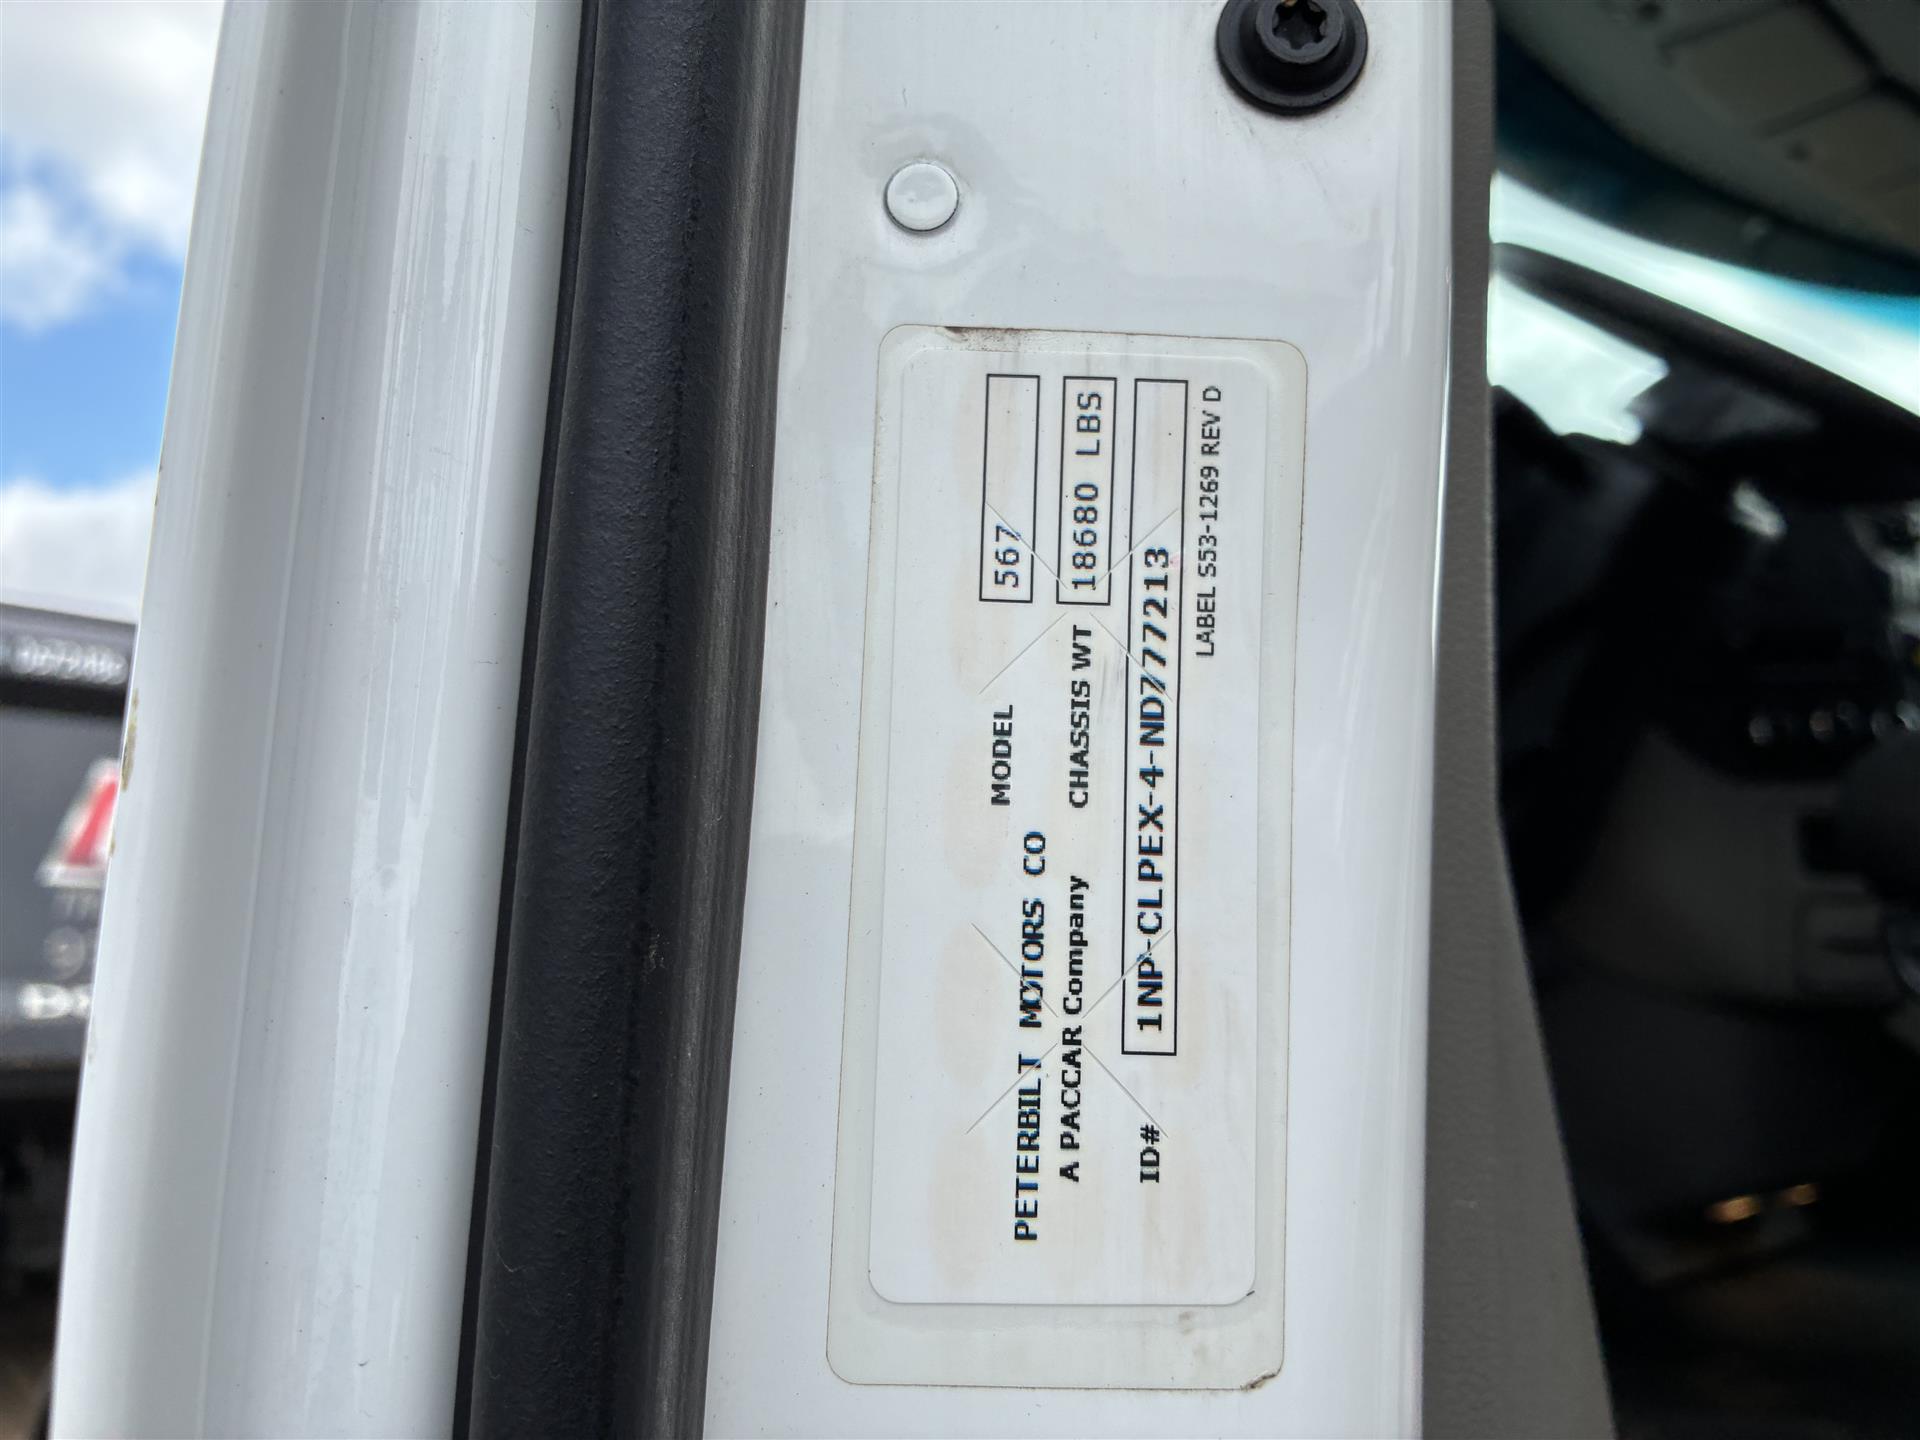 PETERBILT MOTORS CO
A PACCAR Company
MODEL 567
CHASSIS WT 18680 LBS
ID# 1NP-CLPEX-4-ND777213
LABEL S53-1269 REV D